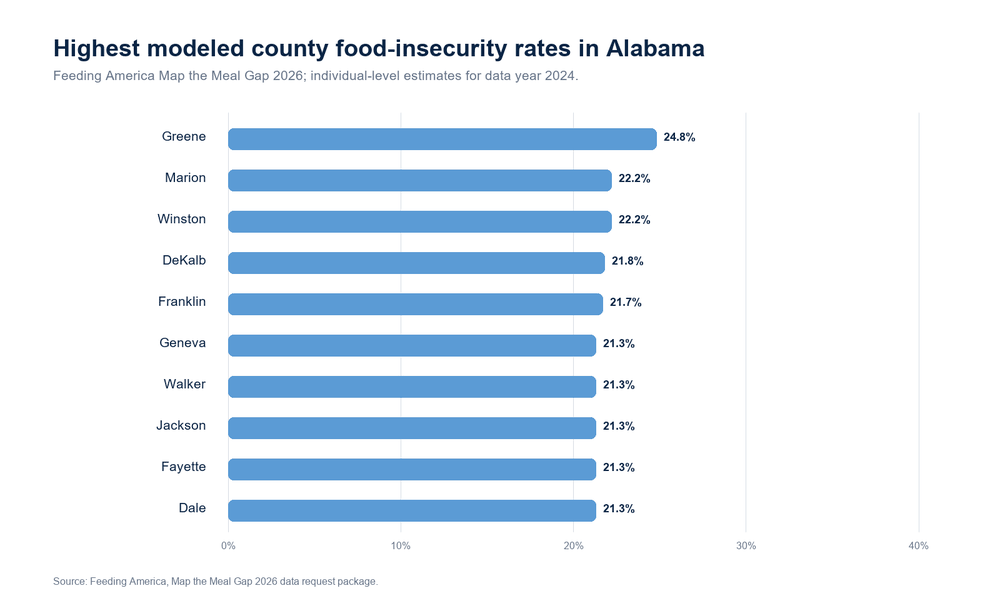 Highest modeled county food-insecurity rates in Alabama
Feeding America Map the Meal Gap 2026; individual-level estimates for data year 2024.
Greene 24.8%
Marion 22.2%
Winston 22.2%
DeKalb 21.8%
Franklin 21.7%
Geneva 21.3%
Walker 21.3%
Jackson 21.3%
Fayette 21.3%
Dale 21.3%
0% 10% 20% 30% 40%
Source: Feeding America, Map the Meal Gap 2026 data request package.